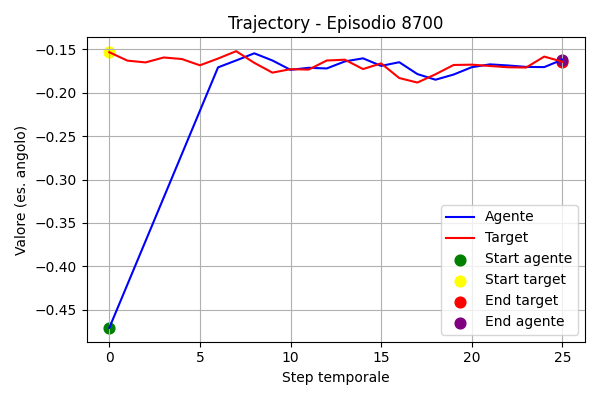 Trajectory - Episodio 8700
Valore (es. angolo)
−0.15
−0.20
−0.25
−0.30
−0.35
−0.40
−0.45
Agente
Target
Start agente
Start target
End target
End agente
0 5 10 15 20 25
Step temporale